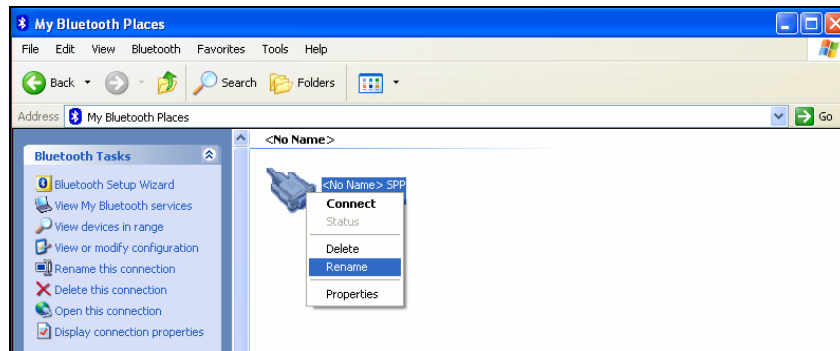 My Bluetooth Places
File Edit View Bluetooth Favorites Tools Help
Back Search Folders
Address My Bluetooth Places Go
<No Name>
Bluetooth Tasks
Bluetooth Setup Wizard
View My Bluetooth services
View devices in range
View or modify configuration
Rename this connection
Delete this connection
Open this connection
Display connection properties
<No Name> SPP
Connect
Status
Delete
Rename
Properties